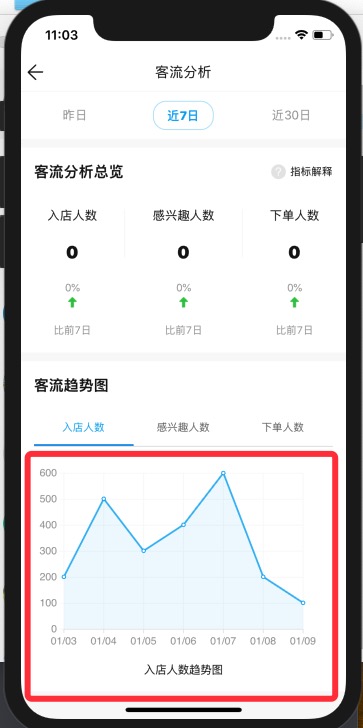 11:03
客流分析
昨日 近7日 近30日
客流分析总览 ? 指标解释
入店人数 感兴趣人数 下单人数
0 0 0
0% 0% 0%
比前7日 比前7日 比前7日
客流趋势图
入店人数 感兴趣人数 下单人数
600
500
400
300
200
100
0
01/03 01/04 01/05 01/06 01/07 01/08 01/09
入店人数趋势图